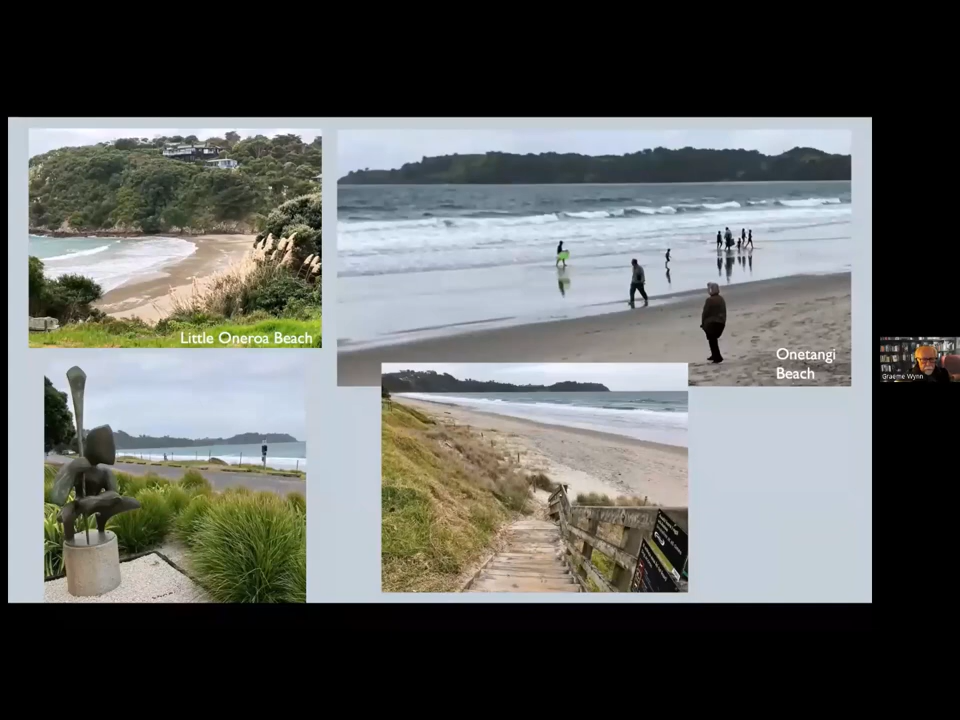 Little Oneroa Beach
Onetangi
Beach
Graeme Wynn